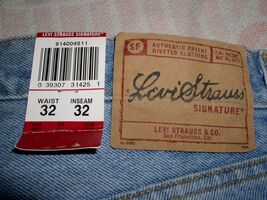 LEVI STRAUSS SIGNATURE
914004511
0 39307 31425 1
WAIST INSEAM
32 32
SF
AUTHENTIC PATENT
RIVETED CLOTHING
Levi Strauss
SIGNATURE
LEVI STRAUSS & CO.
San Francisco, Cal.